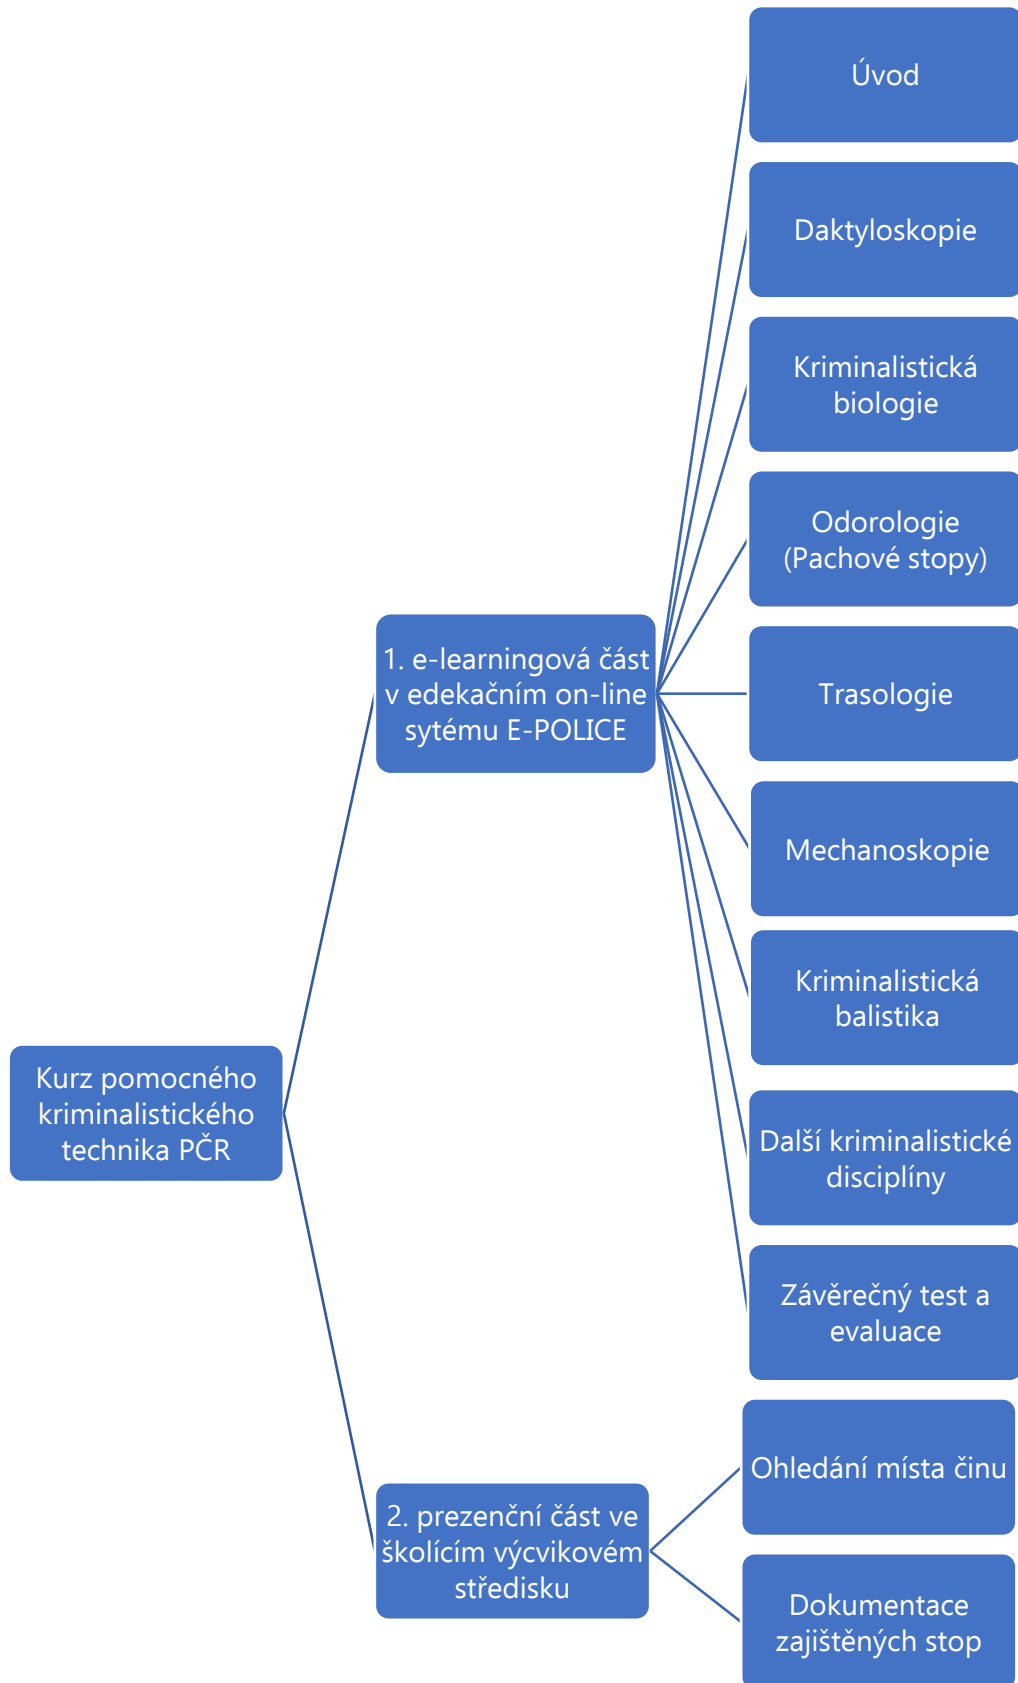 Úvod
Daktyloskopie
Kriminalistická
biologie
Odorologie
(Pachové stopy)
1. e-learningová část
v edekačním on-line
sytému E-POLICE
Trasologie
Mechanoskopie
Kriminalistická
balistika
Kurz pomocného
kriminalistického
technika PČR
Další kriminalistické
disciplíny
Závěrečný test a
evaluace
2. prezenční část ve
školícím výcvikovém
středisku
Ohledání místa činu
Dokumentace
zajištěných stop